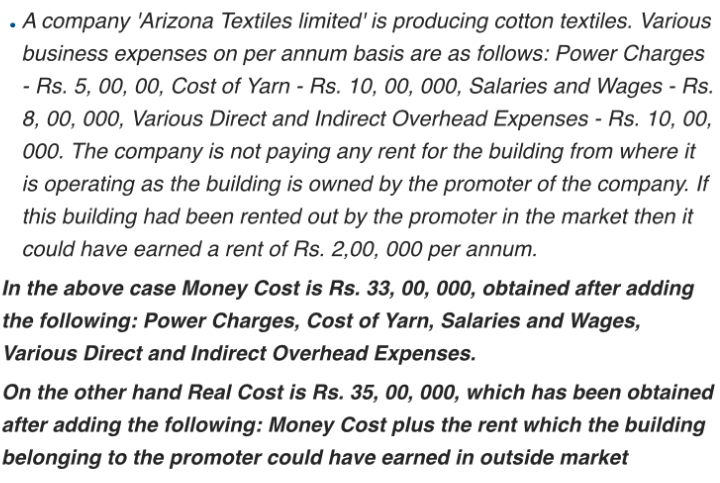 • A company 'Arizona Textiles limited' is producing cotton textiles. Various
business expenses on per annum basis are as follows: Power Charges
- Rs. 5, 00, 00, Cost of Yarn - Rs. 10, 00, 000, Salaries and Wages - Rs.
8, 00, 000, Various Direct and Indirect Overhead Expenses - Rs. 10, 00,
000. The company is not paying any rent for the building from where it
is operating as the building is owned by the promoter of the company. If
this building had been rented out by the promoter in the market then it
could have earned a rent of Rs. 2,00, 000 per annum.
In the above case Money Cost is Rs. 33, 00, 000, obtained after adding
the following: Power Charges, Cost of Yarn, Salaries and Wages,
Various Direct and Indirect Overhead Expenses.
On the other hand Real Cost is Rs. 35, 00, 000, which has been obtained
after adding the following: Money Cost plus the rent which the building
belonging to the promoter could have earned in outside market